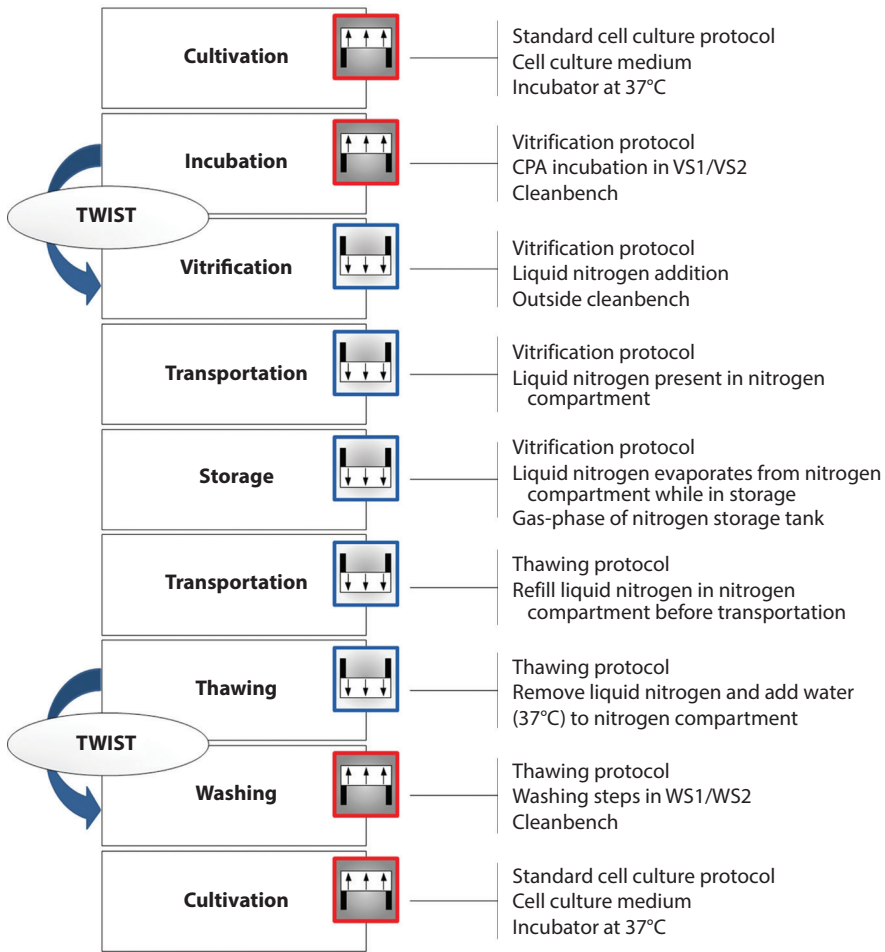 Cultivation
Standard cell culture protocol
Cell culture medium
Incubator at 37°C
Incubation
Vitrification protocol
CPA incubation in VS1/VS2
Cleanbench
TWIST
Vitrification
Vitrification protocol
Liquid nitrogen addition
Outside cleanbench
Transportation
Vitrification protocol
Liquid nitrogen present in nitrogen
compartment
Storage
Vitrification protocol
Liquid nitrogen evaporates from nitrogen
compartment while in storage
Gas-phase of nitrogen storage tank
Transportation
Thawing protocol
Refill liquid nitrogen in nitrogen
compartment before transportation
Thawing
Thawing protocol
Remove liquid nitrogen and add water
(37°C) to nitrogen compartment
TWIST
Washing
Thawing protocol
Washing steps in WS1/WS2
Cleanbench
Cultivation
Standard cell culture protocol
Cell culture medium
Incubator at 37°C